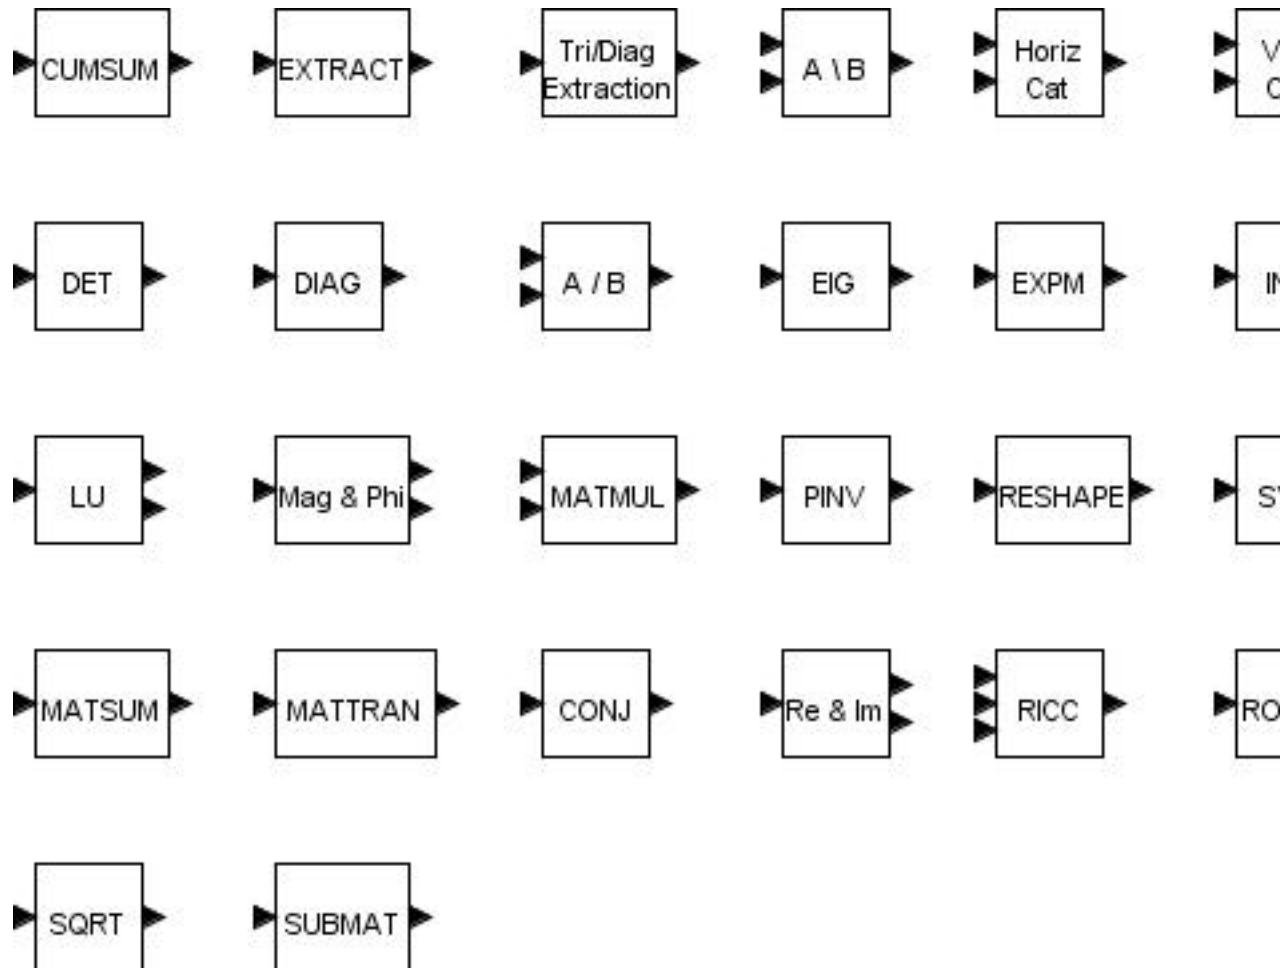 CUMSUM
EXTRACT
Tri/Diag
Extraction
A \ B
Horiz
Cat
DET
DIAG
A / B
EIG
EXPM
LU
Mag & Phi
MATMUL
PINV
RESHAPE
MATSUM
MATTRAN
CONJ
Re & Im
RICC
SQRT
SUBMAT